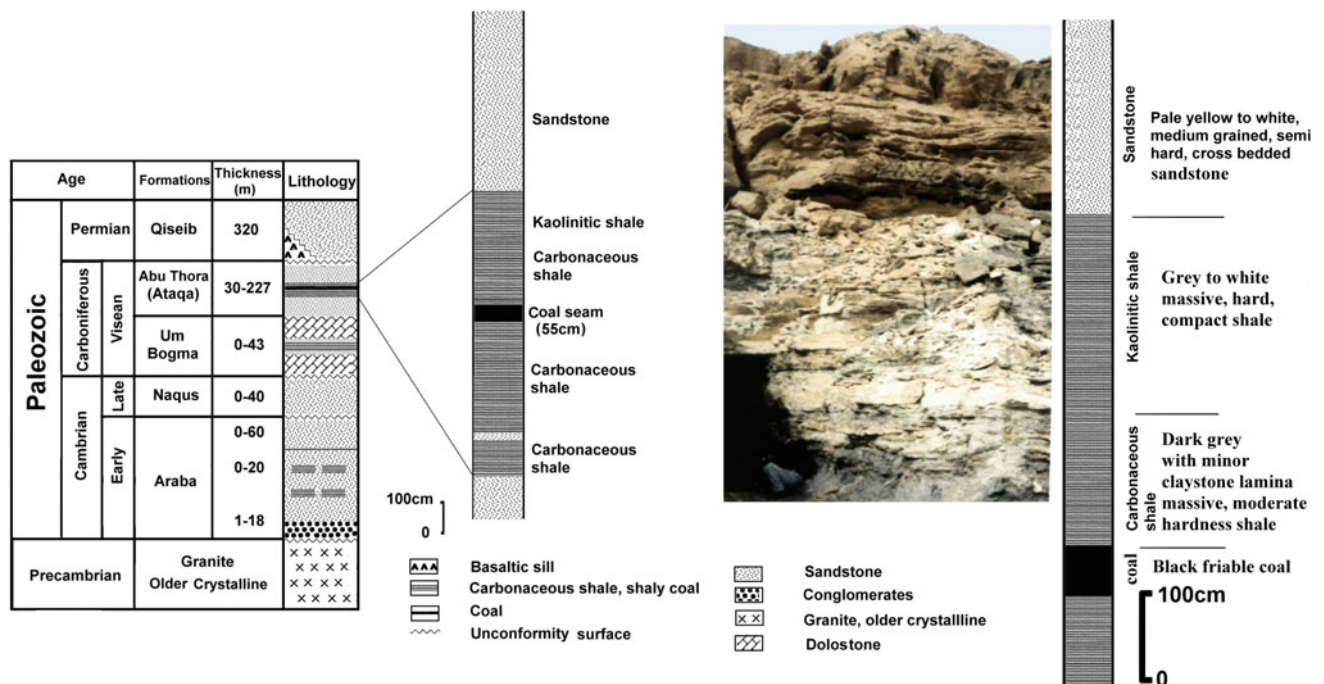 Age Formations Thickness (m) Lithology
Paleozoic
Permian Qiseib 320
Carboniferous
Visean
Abu Thora (Ataqa) 30-227
Um Bogma 0-43
Cambrian
Late Naqus 0-40
Early Araba
0-60
0-20
1-18
Precambrian
Granite
Older Crystalline
Sandstone
Kaolinitic shale
Carbonaceous
shale
Coal seam
(55cm)
Carbonaceous
shale
Carbonaceous
shale
100cm
0
Basaltic sill
Carbonaceous shale, shaly coal
Coal
Unconformity surface
Sandstone
Conglomerates
Granite, older crystallline
Dolostone
Sandstone
Pale yellow to white,
medium grained, semi
hard, cross bedded
sandstone
Kaolinitic shale
Grey to white
massive, hard,
compact shale
Carbonaceous
shale
Dark grey
with minor
claystone lamina
massive, moderate
hardness shale
coal
Black friable coal
100cm
0